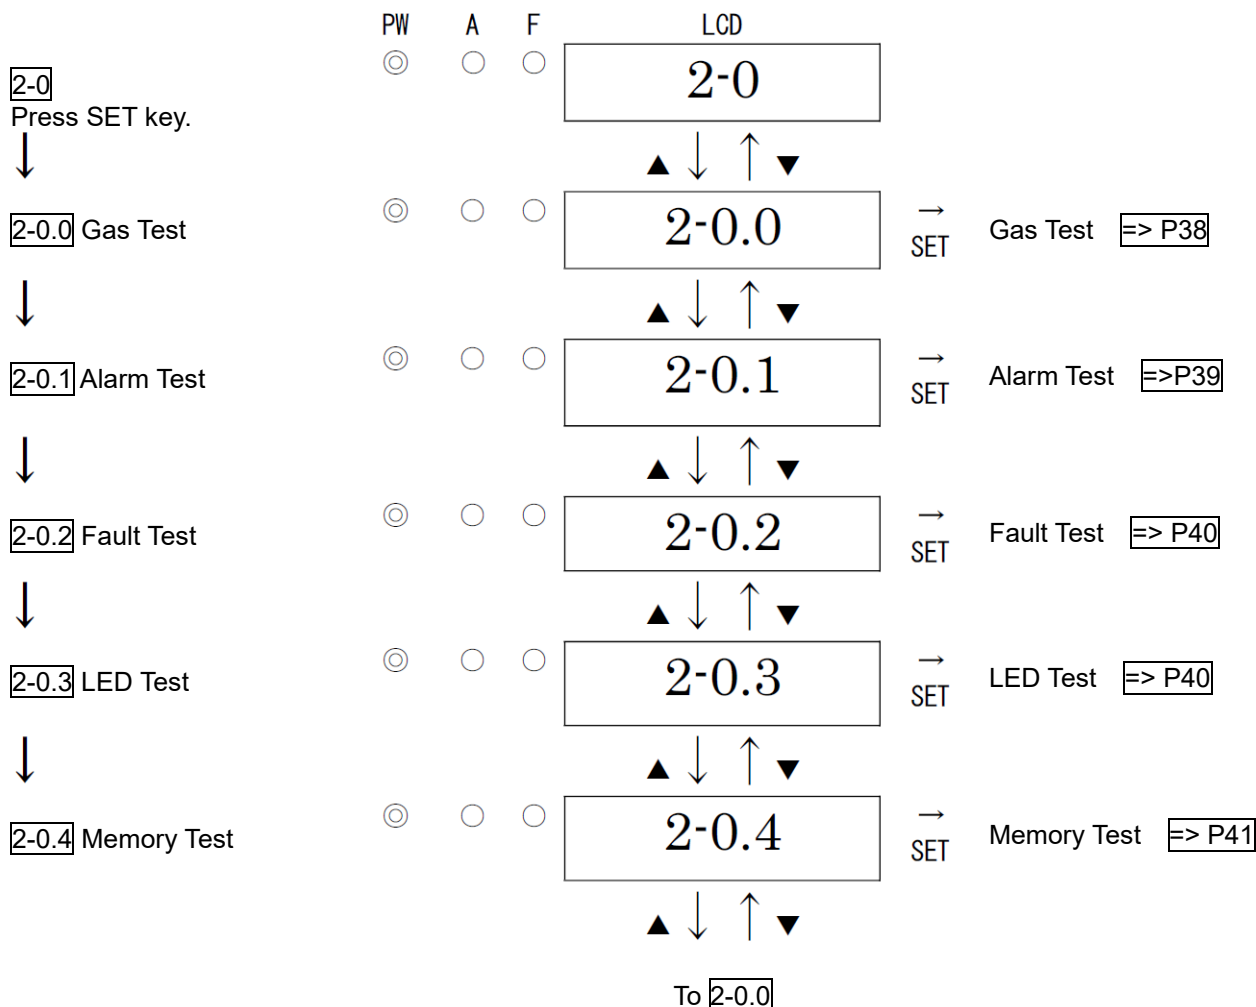 PW A F LCD
2-0
2-0
Press SET key.
↓
▲ ↓ ↑ ▼
2-0.0 Gas Test
2-0.0
→
SET
Gas Test => P38
↓
▲ ↓ ↑ ▼
2-0.1 Alarm Test
2-0.1
→
SET
Alarm Test =>P39
↓
▲ ↓ ↑ ▼
2-0.2 Fault Test
2-0.2
→
SET
Fault Test => P40
↓
▲ ↓ ↑ ▼
2-0.3 LED Test
2-0.3
→
SET
LED Test => P40
↓
▲ ↓ ↑ ▼
2-0.4 Memory Test
2-0.4
→
SET
Memory Test => P41
▲ ↓ ↑ ▼
To 2-0.0